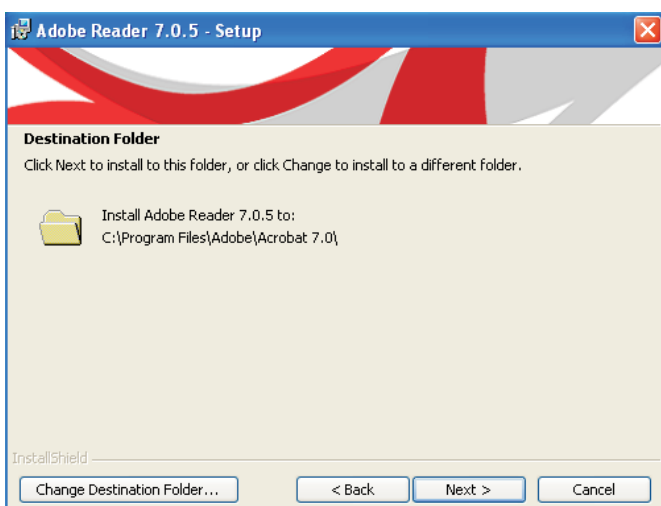 Adobe Reader 7.0.5 - Setup
Destination Folder
Click Next to install to this folder, or click Change to install to a different folder.
Install Adobe Reader 7.0.5 to:
C:\Program Files\Adobe\Acrobat 7.0\
InstallShield
Change Destination Folder... < Back Next > Cancel